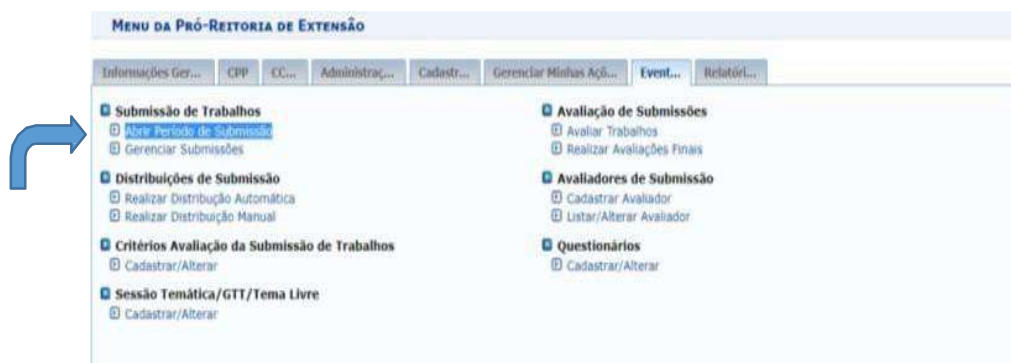 MENU DA PRÓ-REITORIA DE EXTENSÃO
Informações Ger... CPP CC... Administraç... Cadastr... Gerenciar Minhas Açõ... Event... Relatóri...
Submissão de Trabalhos
Abrir Período de Submissão
Gerenciar Submissões
Distribuições de Submissão
Realizar Distribução Automática
Realizar Distribuição Manual
Critérios Avaliação da Submissão de Trabalhos
Cadastrar/Alterar
Sessão Temática/GTT/Tema Livre
Cadastrar/Alterar
Avaliação de Submissões
Avaliar Trabalhos
Realizar Avaliações Finais
Avaliadores de Submissão
Cadastrar Avaliador
Listar/Alterar Avaliador
Questionários
Cadastrar/Alterar